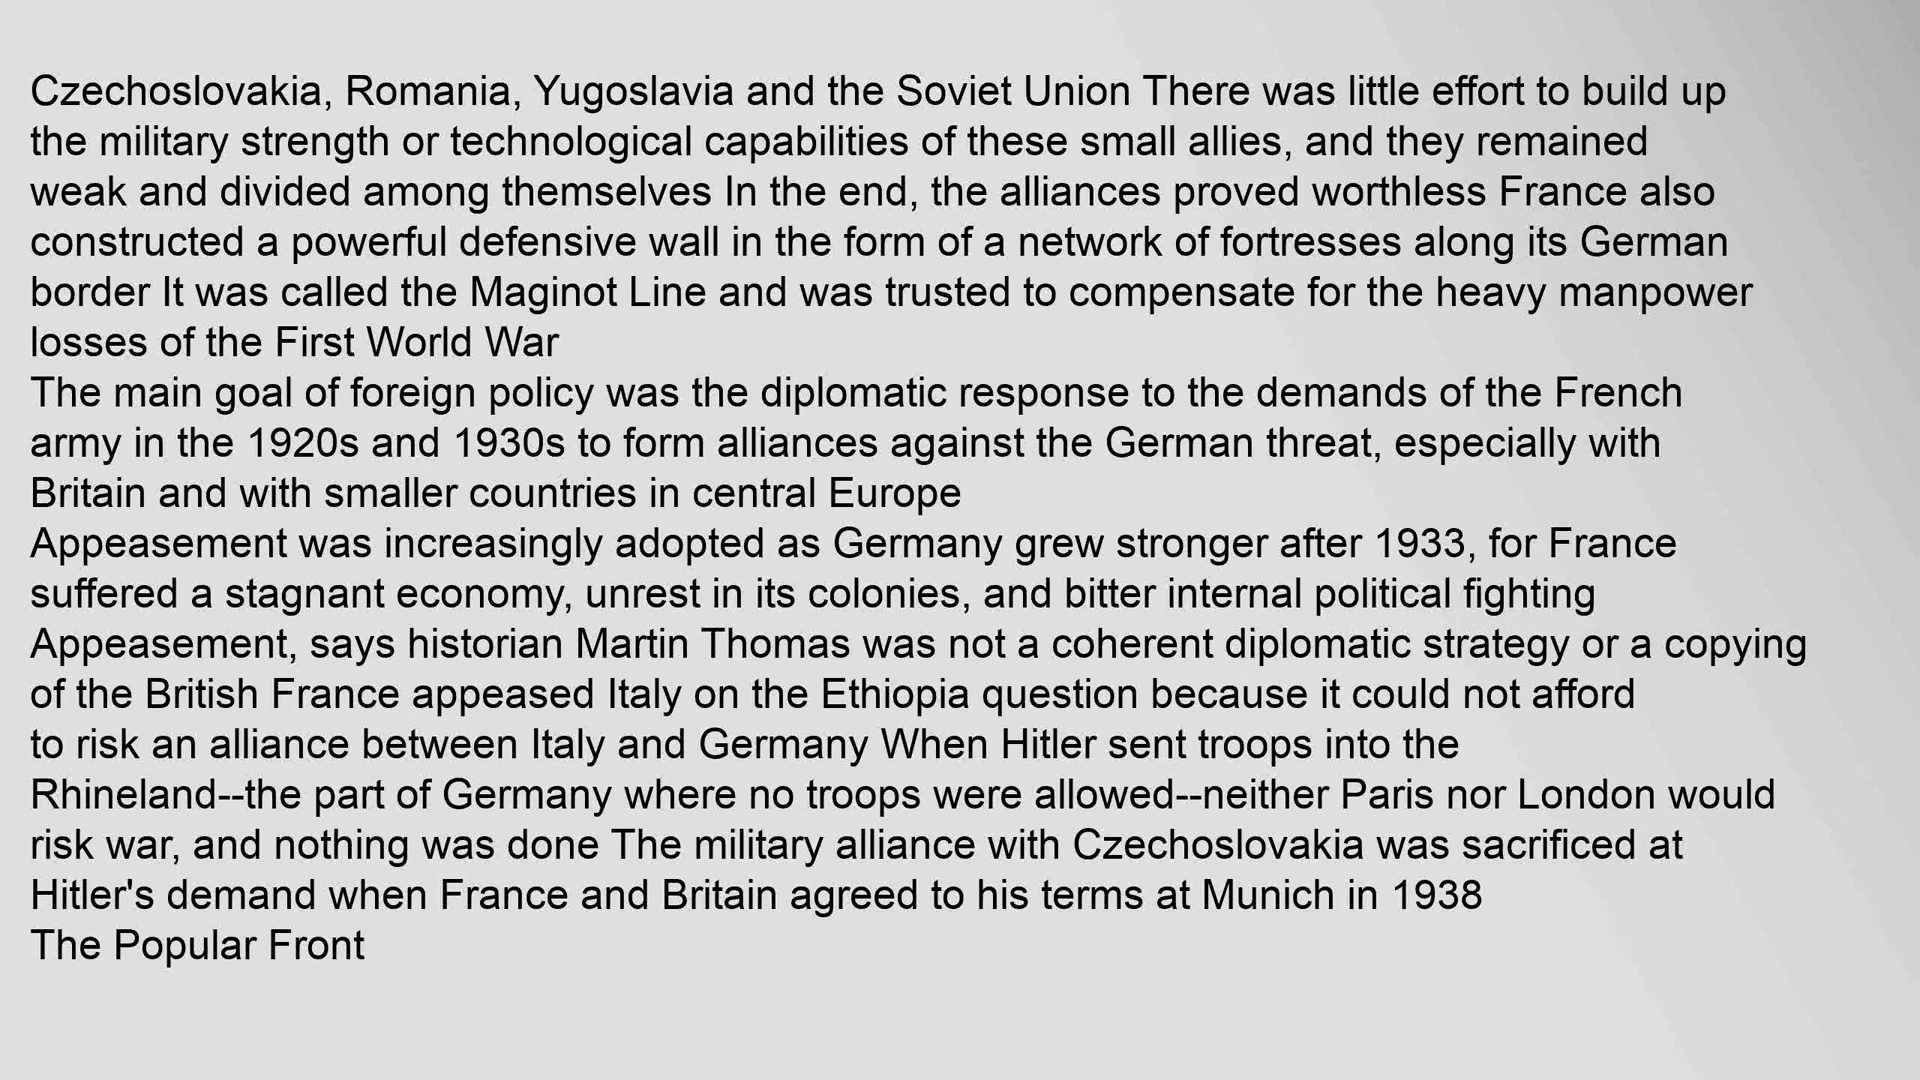 Czechoslovakia, Romania, Yugoslavia and the Soviet Union There was little effort to build up
the military strength or technological capabilities of these small allies, and they remained
weak and divided among themselves In the end, the alliances proved worthless France also
constructed a powerful defensive wall in the form of a network of fortresses along its German
border It was called the Maginot Line and was trusted to compensate for the heavy manpower
losses of the First World War
The main goal of foreign policy was the diplomatic response to the demands of the French
army in the 1920s and 1930s to form alliances against the German threat, especially with
Britain and with smaller countries in central Europe
Appeasement was increasingly adopted as Germany grew stronger after 1933, for France
suffered a stagnant economy, unrest in its colonies, and bitter internal political fighting
Appeasement, says historian Martin Thomas was not a coherent diplomatic strategy or a copying
of the British France appeased Italy on the Ethiopia question because it could not afford
to risk an alliance between Italy and Germany When Hitler sent troops into the
Rhineland--the part of Germany where no troops were allowed--neither Paris nor London would
risk war, and nothing was done The military alliance with Czechoslovakia was sacrificed at
Hitler's demand when France and Britain agreed to his terms at Munich in 1938
The Popular Front